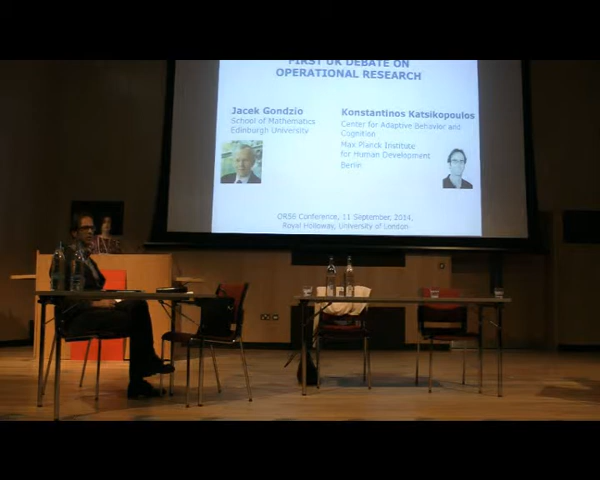 FIRST UK DEBATE ON
OPERATIONAL RESEARCH
Jacek Gondzio
School of Mathematics
Edinburgh University
Konstantinos Katsikopoulos
Center for Adaptive Behavior and
Cognition
Max Planck Institute
for Human Development
Berlin
OR56 Conference, 11 September, 2014,
Royal Holloway, University of London